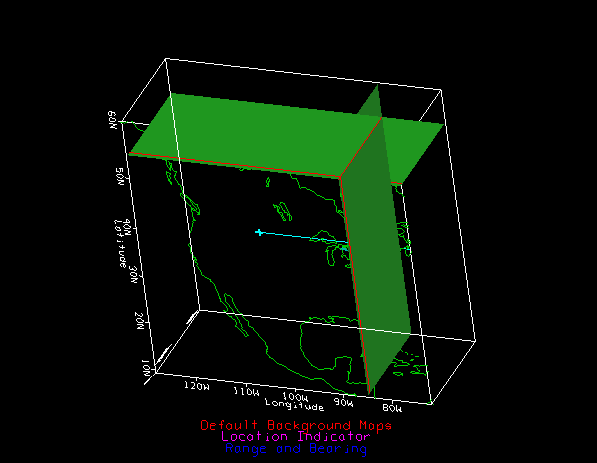 60N
50N
40N
Latitude
30N
20N
10N
120W
110W
100W
90W
80W
Longitude
Default Background Maps
Location Indicator
Range and Bearing